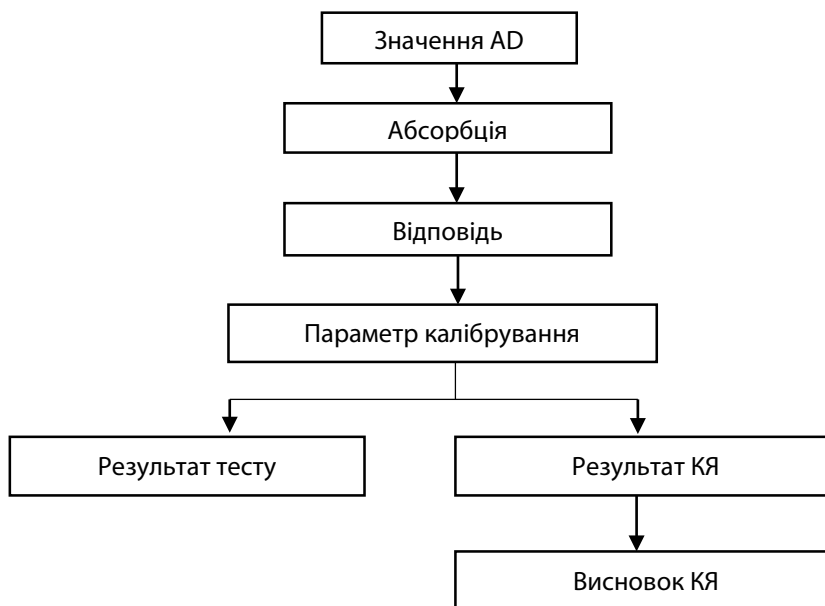 Значення AD
Абсорбція
Відповідь
Параметр калібрування
Результат тесту
Результат КЯ
Висновок КЯ